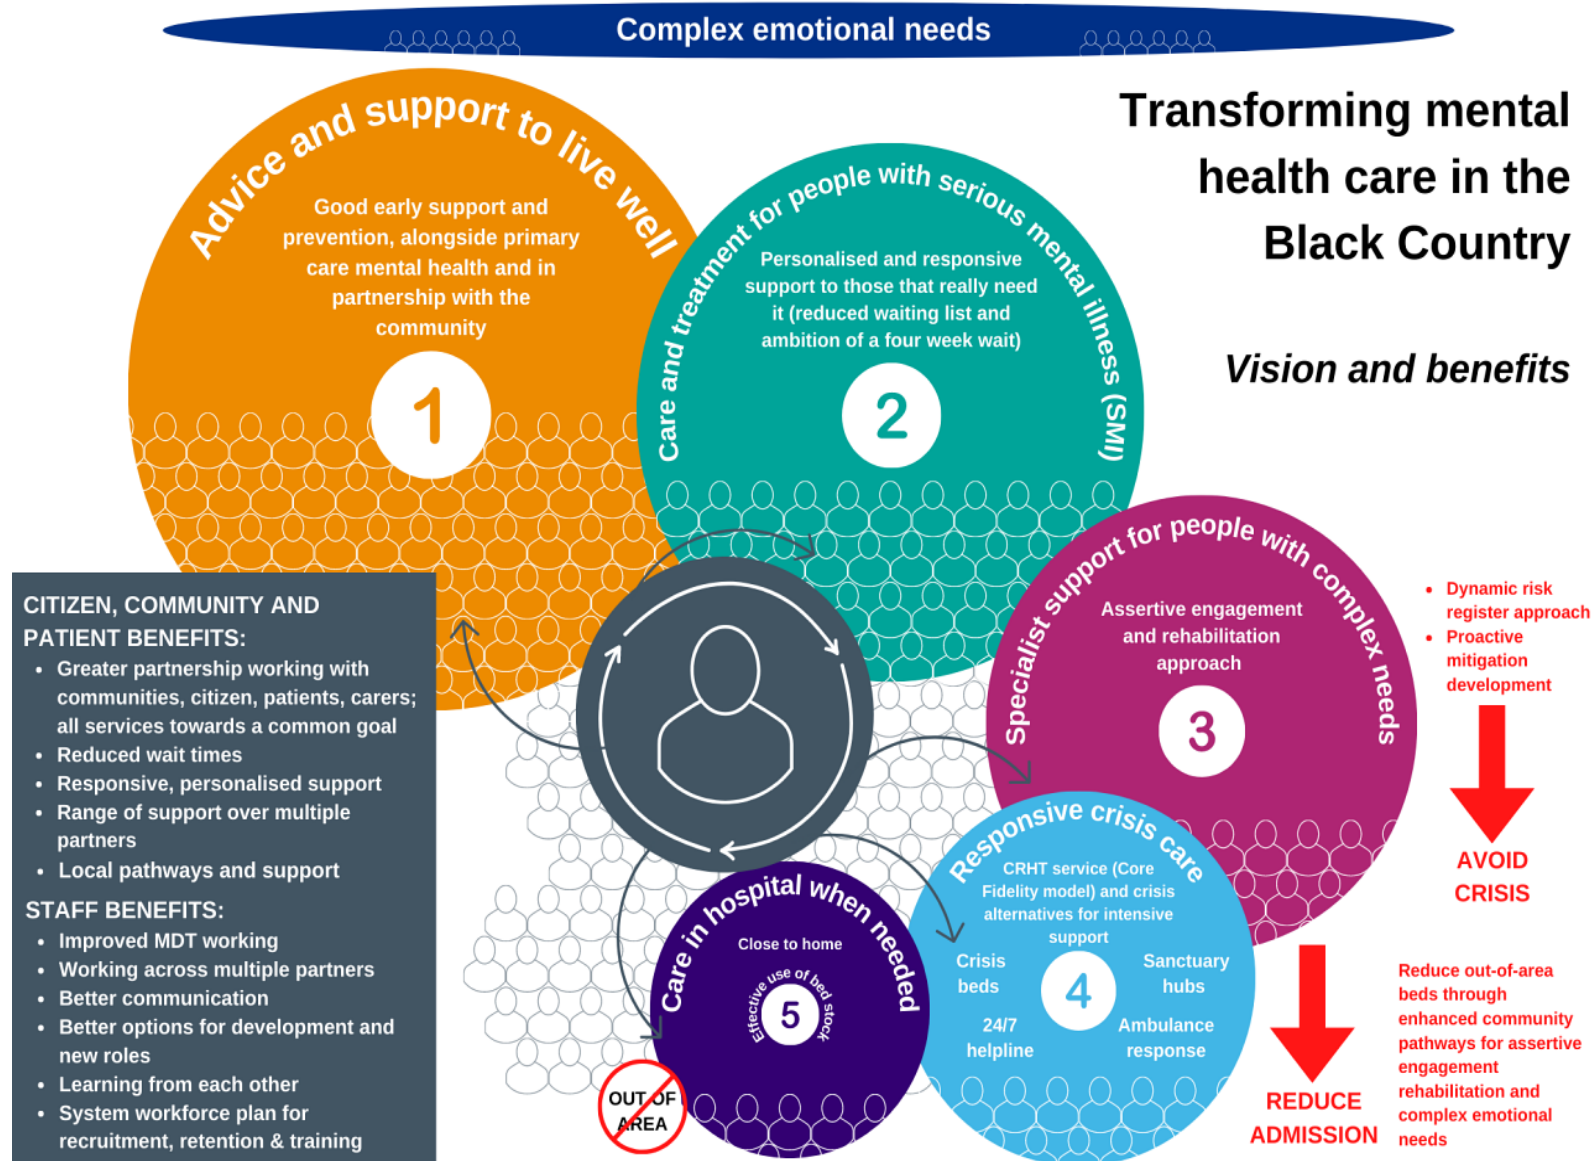 Complex emotional needs
Transforming mental
health care in the
Black Country
Vision and benefits
Advice and support to live well
Good early support and
prevention, alongside primary
care mental health and in
partnership with the
community
1
Care and treatment for people with serious mental illness (SMI)
Personalised and responsive
support to those that really need
it (reduced waiting list and
ambition of a four week wait)
2
Specialist support for people with complex needs
Assertive engagement
and rehabilitation
approach
3
• Dynamic risk
register approach
• Proactive
mitigation
development
AVOID
CRISIS
Responsive crisis care
CRHT service (Core
Fidelity model) and crisis
alternatives for intensive
support
Crisis
beds
Sanctuary
hubs
4
24/7
helpline
Ambulance
response
REDUCE
ADMISSION
Reduce out-of-area
beds through
enhanced community
pathways for assertive
engagement
rehabilitation and
complex emotional
needs
Care in hospital when needed
Close to home
Effective use of bed stock
5
OUT OF
AREA
CITIZEN, COMMUNITY AND
PATIENT BENEFITS:
• Greater partnership working with
communities, citizen, patients, carers;
all services towards a common goal
• Reduced wait times
• Responsive, personalised support
• Range of support over multiple
partners
• Local pathways and support
STAFF BENEFITS:
• Improved MDT working
• Working across multiple partners
• Better communication
• Better options for development and
new roles
• Learning from each other
• System workforce plan for
recruitment, retention & training